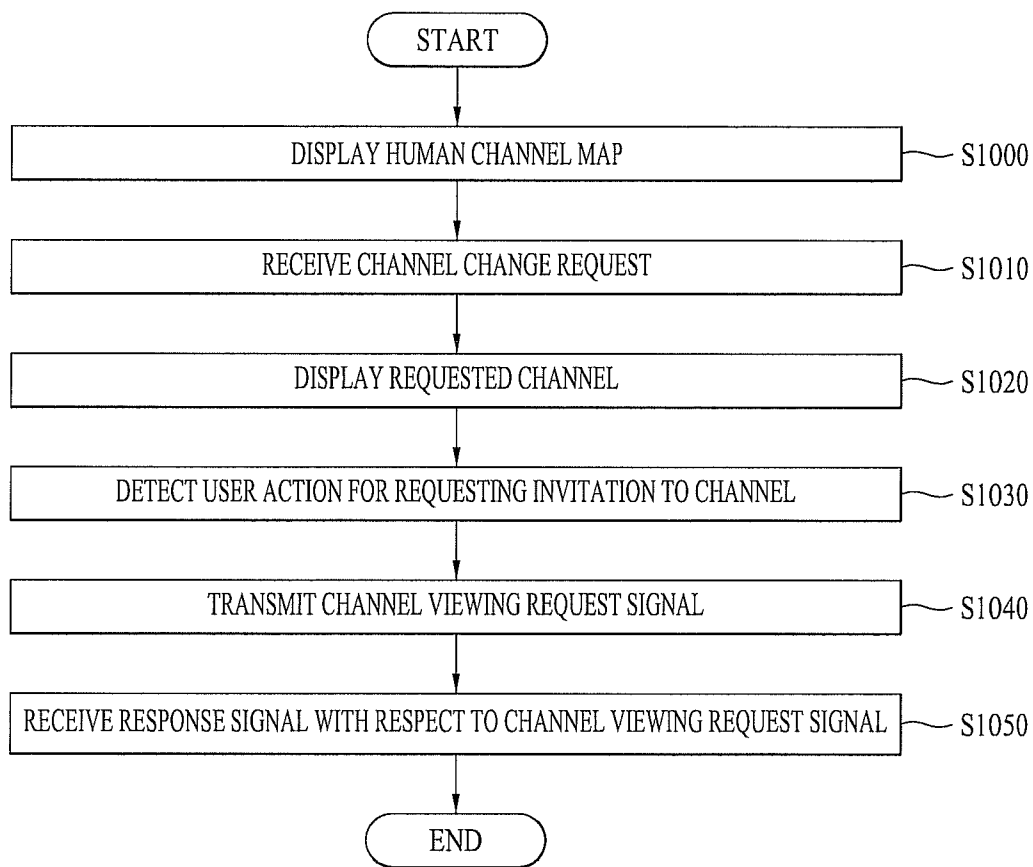 START
DISPLAY HUMAN CHANNEL MAP
S1000
RECEIVE CHANNEL CHANGE REQUEST
S1010
DISPLAY REQUESTED CHANNEL
S1020
DETECT USER ACTION FOR REQUESTING INVITATION TO CHANNEL
S1030
TRANSMIT CHANNEL VIEWING REQUEST SIGNAL
S1040
RECEIVE RESPONSE SIGNAL WITH RESPECT TO CHANNEL VIEWING REQUEST SIGNAL
S1050
END